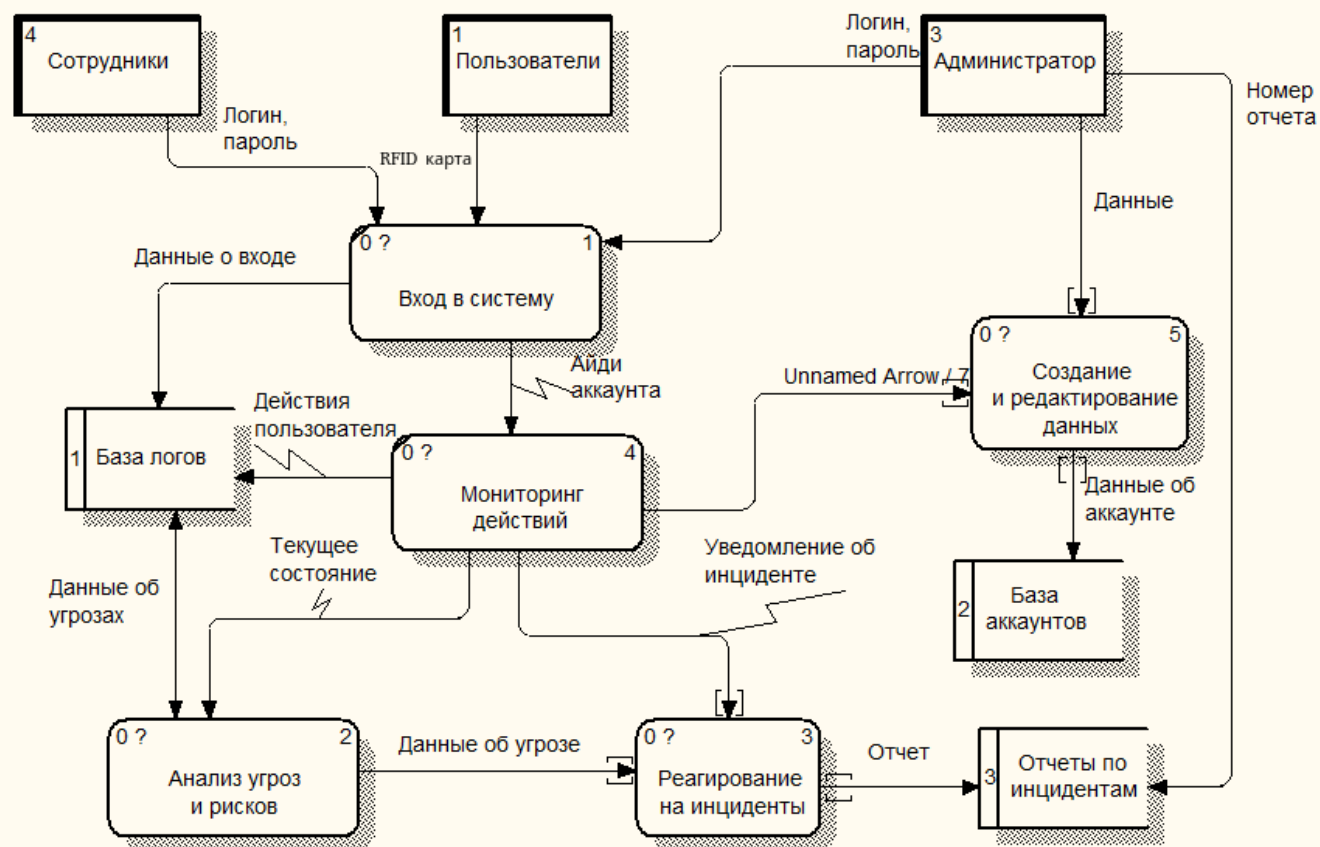 4
Сотрудники
1
Пользователи
Логин,
пароль
3
Администратор
Номер
отчета
Логин,
пароль
RFID карта
Данные
0 ?
1
Вход в систему
Данные о входе
Айди
аккаунта
0 ?
5
Создание
и редактирование
данных
Unnamed Arrow / 7
Действия
пользователя
1
База логов
0 ?
4
Мониторинг
действий
Данные об
аккаунте
Текущее
состояние
Уведомление об
инциденте
Данные об
угрозах
2
База
аккаунтов
0 ?
2
Анализ угроз
и рисков
Данные об угрозе
0 ?
3
Реагирование
на инциденты
Отчет
3
Отчеты по
инцидентам